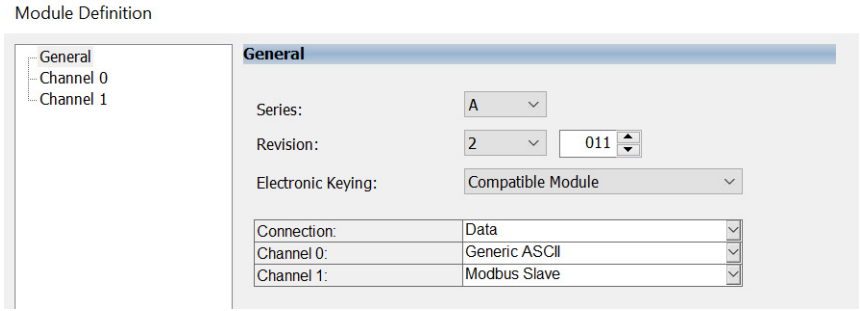 Module Definition
General
Channel 0
Channel 1
General
Series: A
Revision: 2 011
Electronic Keying: Compatible Module
Connection: Data
Channel 0: Generic ASCII
Channel 1: Modbus Slave